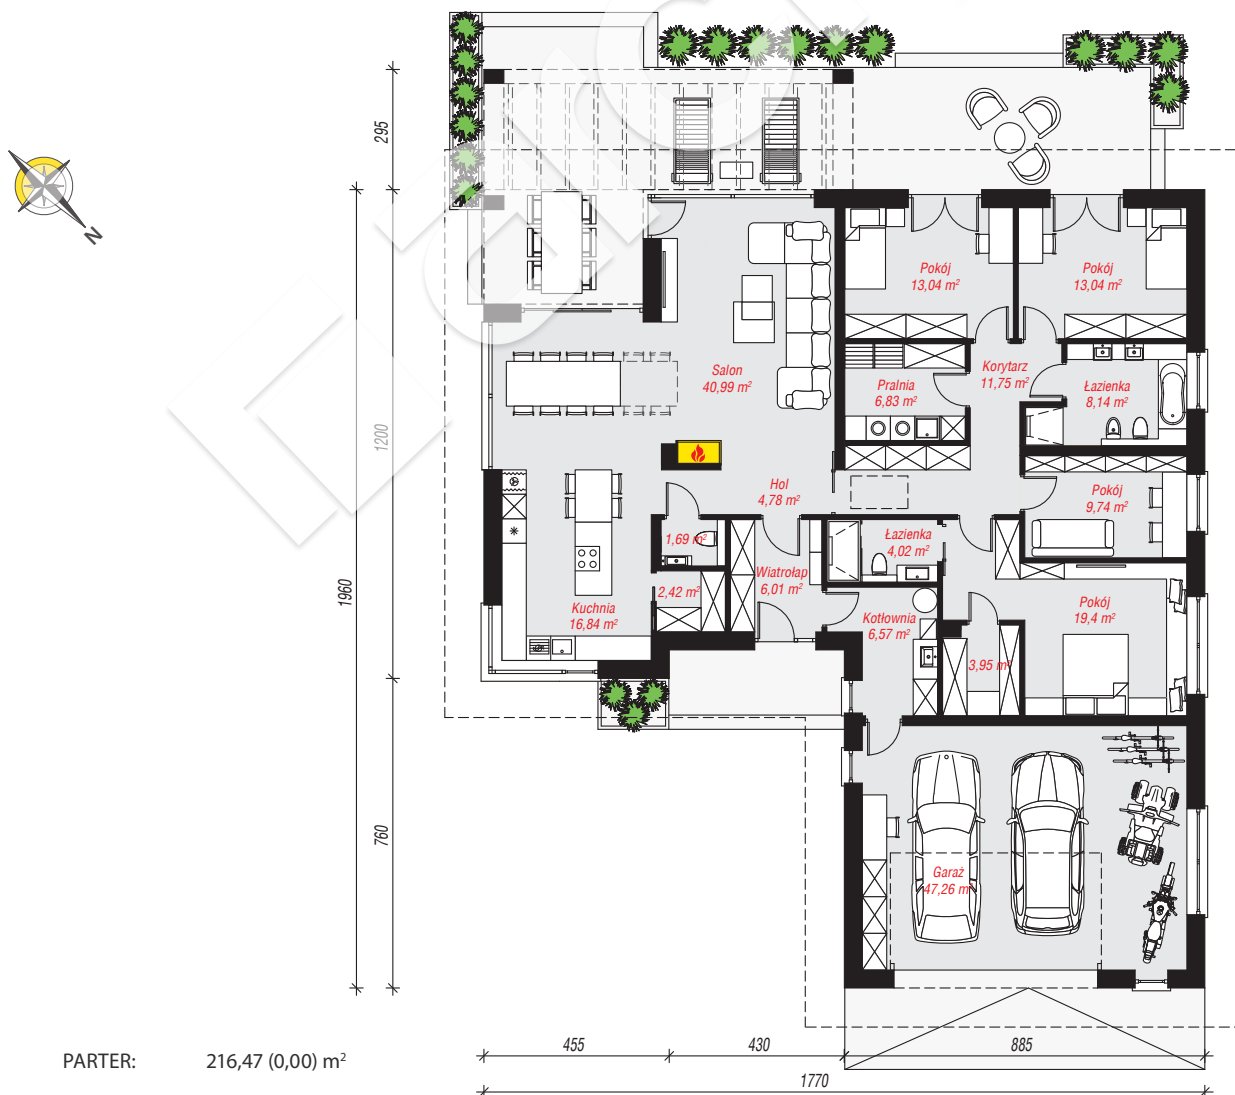 295
N
Pokój
13,04 m²
Pokój
13,04 m²
Salon
40,99 m²
Pralnia
6,83 m²
Korytarz
11,75 m²
Łazienka
8,14 m²
1200
Hol
4,78 m²
Pokój
9,74 m²
1,69 m²
Łazienka
4,02 m²
Wiatrołap
6,01 m²
2,42 m²
1960
Kuchnia
16,84 m²
Kotłownia
6,57 m²
Pokój
19,4 m²
3,95 m²
760
Garaż
47,26 m²
455
430
885
1770
PARTER: 216,47 (0,00) m²